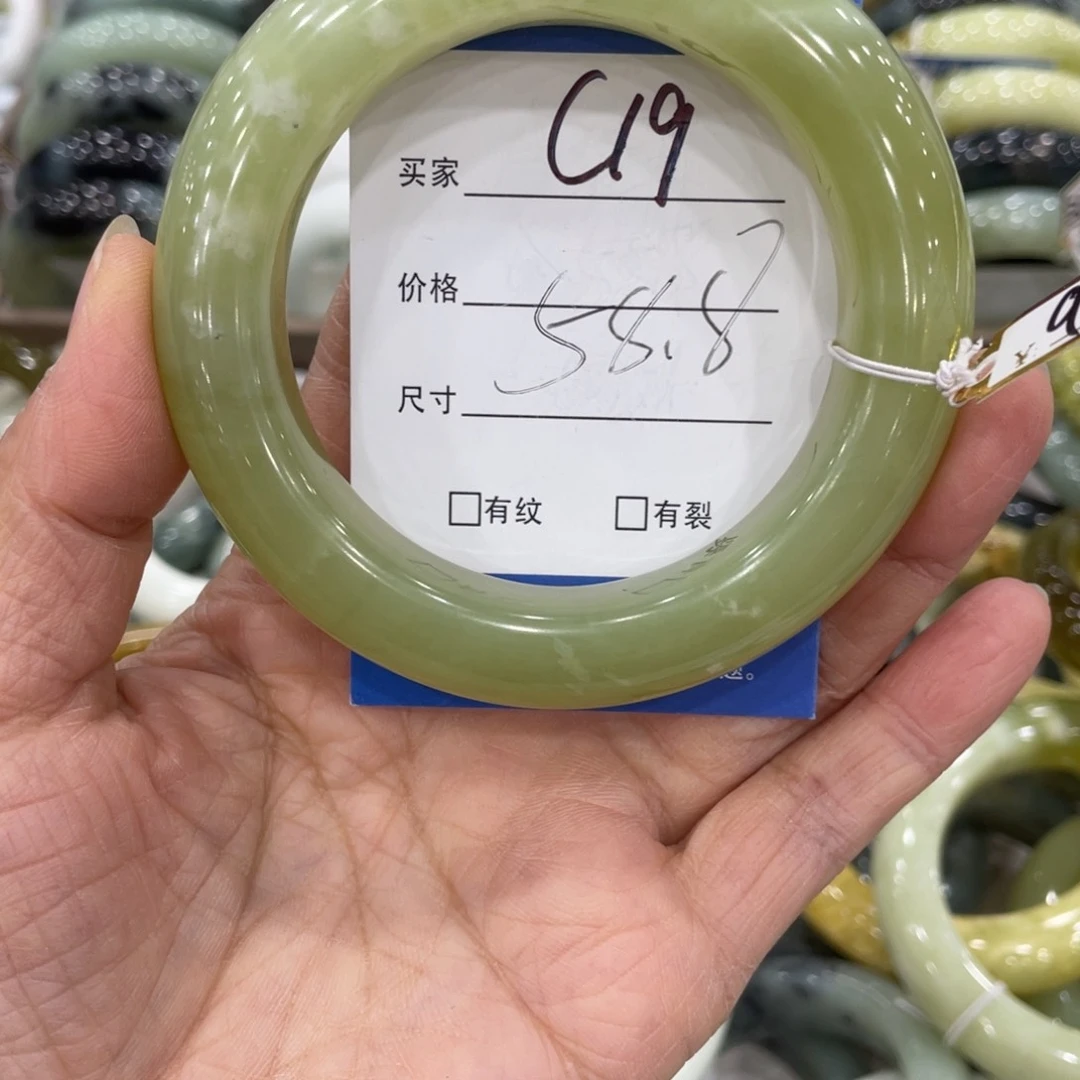 买家 C19
价格 58.8
尺寸
□有纹 □有裂